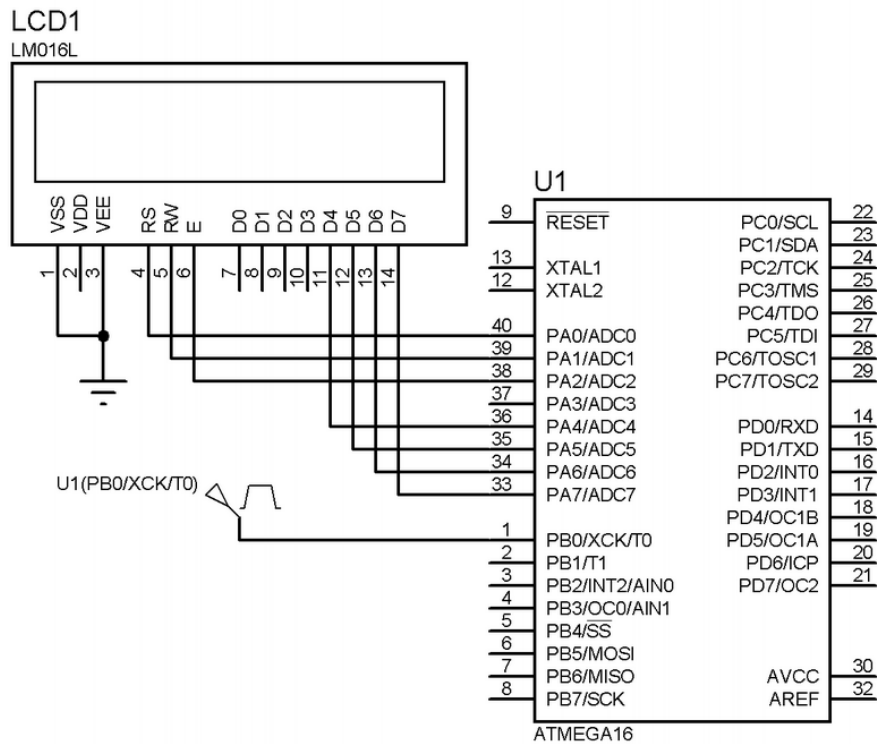 LCD1
LM016L
VSS
VDD
VEE
RS
RW
E
D0
D1
D2
D3
D4
D5
D6
D7
1
2
3
4
5
6
7
8
9
10
11
12
13
14
U1
9 RESET PC0/SCL 22
PC1/SDA 23
13 XTAL1 PC2/TCK 24
12 XTAL2 PC3/TMS 25
PC4/TDO 26
40 PA0/ADC0 PC5/TDI 27
39 PA1/ADC1 PC6/TOSC1 28
38 PA2/ADC2 PC7/TOSC2 29
37 PA3/ADC3
36 PA4/ADC4 PD0/RXD 14
35 PA5/ADC5 PD1/TXD 15
34 PA6/ADC6 PD2/INT0 16
33 PA7/ADC7 PD3/INT1 17
PD4/OC1B 18
U1(PB0/XCK/T0)
1 PB0/XCK/T0 PD5/OC1A 19
2 PB1/T1 PD6/ICP 20
3 PB2/INT2/AIN0 PD7/OC2 21
4 PB3/OC0/AIN1
5 PB4/SS
6 PB5/MOSI
7 PB6/MISO AVCC 30
8 PB7/SCK AREF 32
ATMEGA16